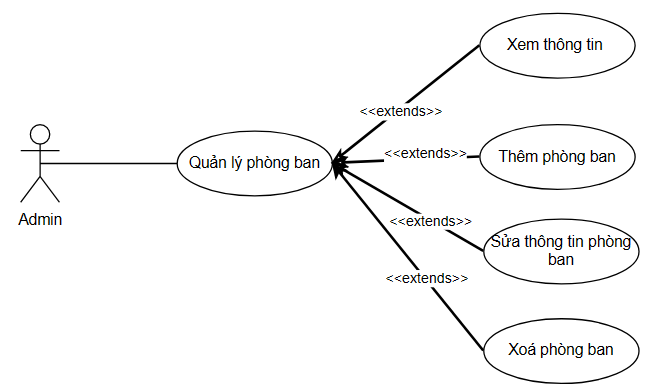 Xem thông tin
<<extends>>
Thêm phòng ban
<<extends>>
Quản lý phòng ban
Admin
<<extends>>
Sửa thông tin phòng
ban
<<extends>>
Xoá phòng ban